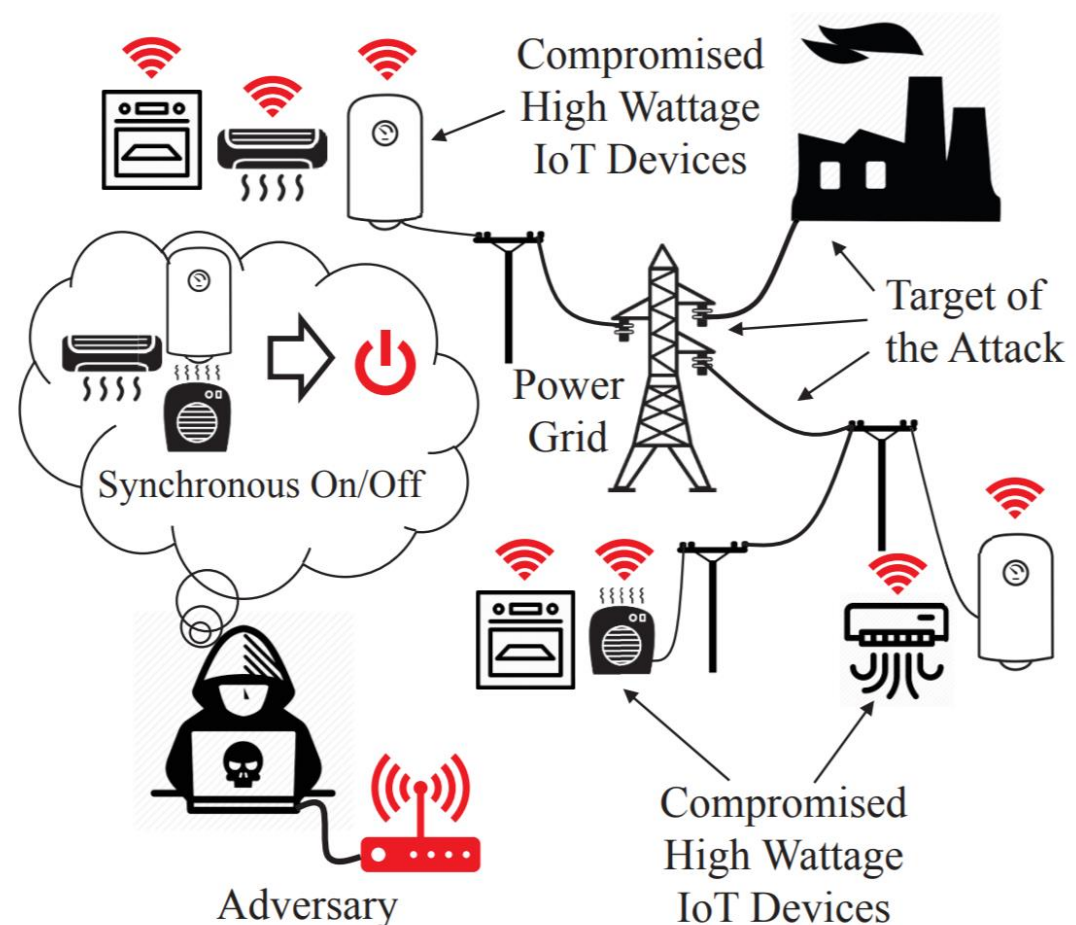 Compromised
High Wattage
IoT Devices
Target of
the Attack
Power
Grid
Synchronous On/Off
Compromised
High Wattage
IoT Devices
Adversary